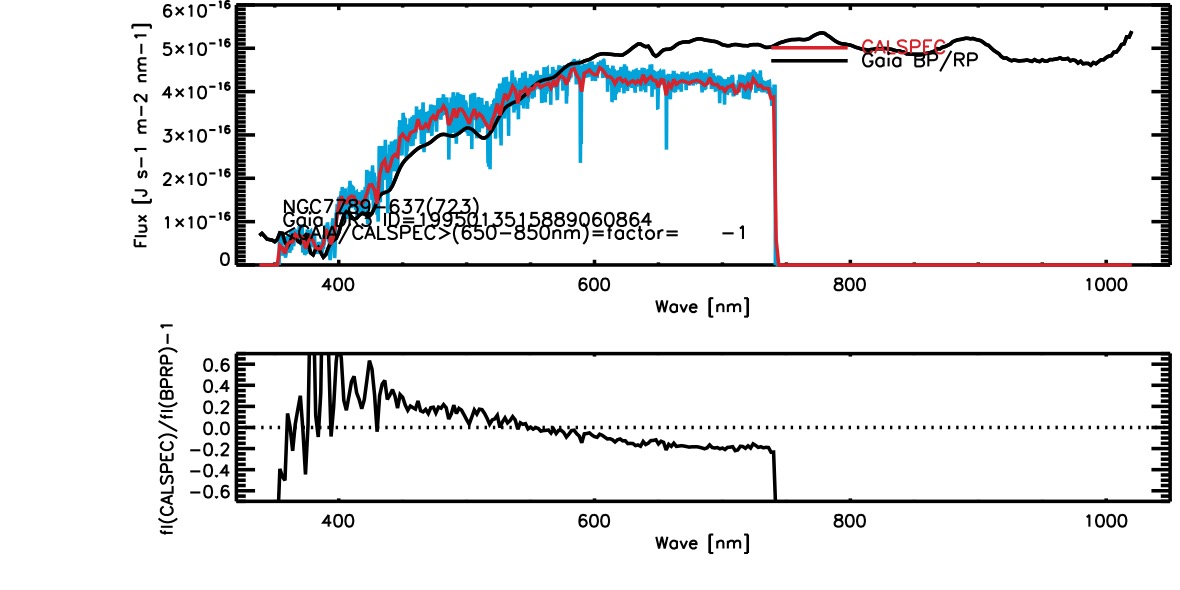 6×10−16
5×10−16
4×10−16
3×10−16
2×10−16
1×10−16
0
Flux [J s−1 m−2 nm−1]
CALSPEC
Gaia BP/RP
NGC7789−637(723)
Gaia DR3 ID=1995013515889060864
<GAIA/CALSPEC>(650−850nm)=factor= −1
400 600 800 1000
Wave [nm]
fl(CALSPEC)/fl(BPRP)−1
0.6
0.4
0.2
0.0
−0.2
−0.4
−0.6
400 600 800 1000
Wave [nm]